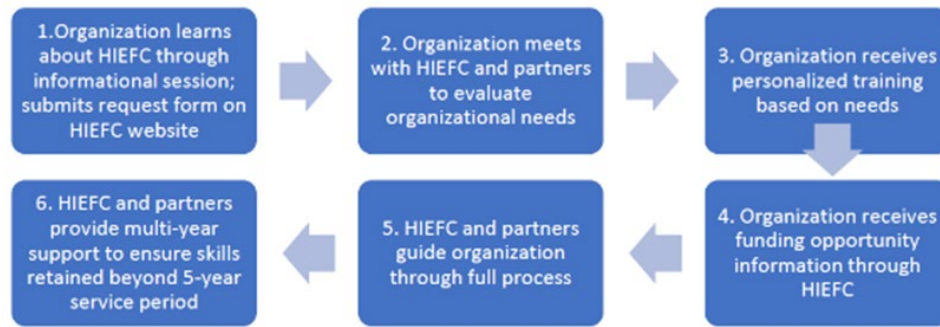 1.Organization learns
about HIEFC through
informational session;
submits request form on
HIEFC website
2. Organization meets
with HIEFC and partners
to evaluate
organizational needs
3. Organization receives
personalized training
based on needs
4. Organization receives
funding opportunity
information through
HIEFC
5. HIEFC and partners
guide organization
through full process
6. HIEFC and partners
provide multi-year
support to ensure skills
retained beyond 5-year
service period